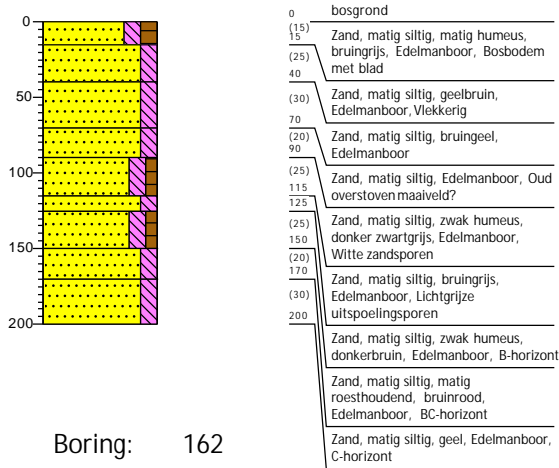 0
50
100
150
200
0
(15)
15
(25)
40
(30)
70
(20)
90
(25)
115
125
(25)
150
(20)
170
(30)
200
bosgrond
Zand, matig siltig, matig humeus,
bruingrijs, Edelmanboor, Bosbodem
met blad
Zand, matig siltig, geelbruin,
Edelmanboor, Vlekkerig
Zand, matig siltig, bruingeel,
Edelmanboor
Zand, matig siltig, Edelmanboor, Oud
overstoven maaiveld?
Zand, matig siltig, zwak humeus,
donker zwartgrijs, Edelmanboor,
Witte zandsporen
Zand, matig siltig, bruingrijs,
Edelmanboor, Lichtgrijze
uitspoelingsporen
Zand, matig siltig, zwak humeus,
donkerbruin, Edelmanboor, B-horizont
Zand, matig siltig, matig
roesthoudend, bruinrood,
Edelmanboor, BC-horizont
Zand, matig siltig, geel, Edelmanboor,
C-horizont
Boring: 162